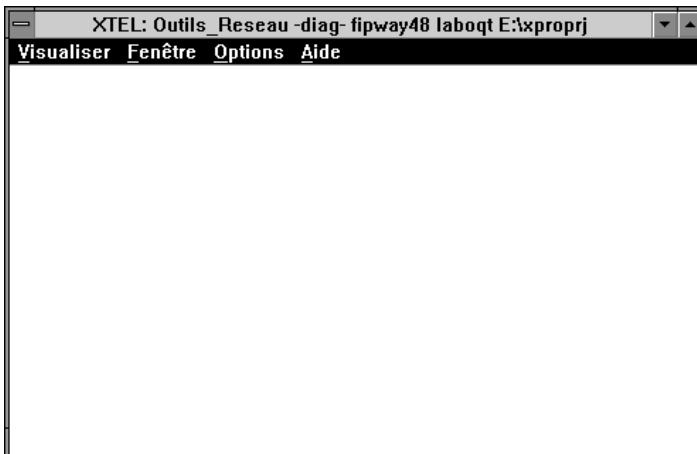 XTEL: Outils_Reseau -diag- fipway48 laboqt E:\xproprj
Visualiser Fenêtre Options Aide